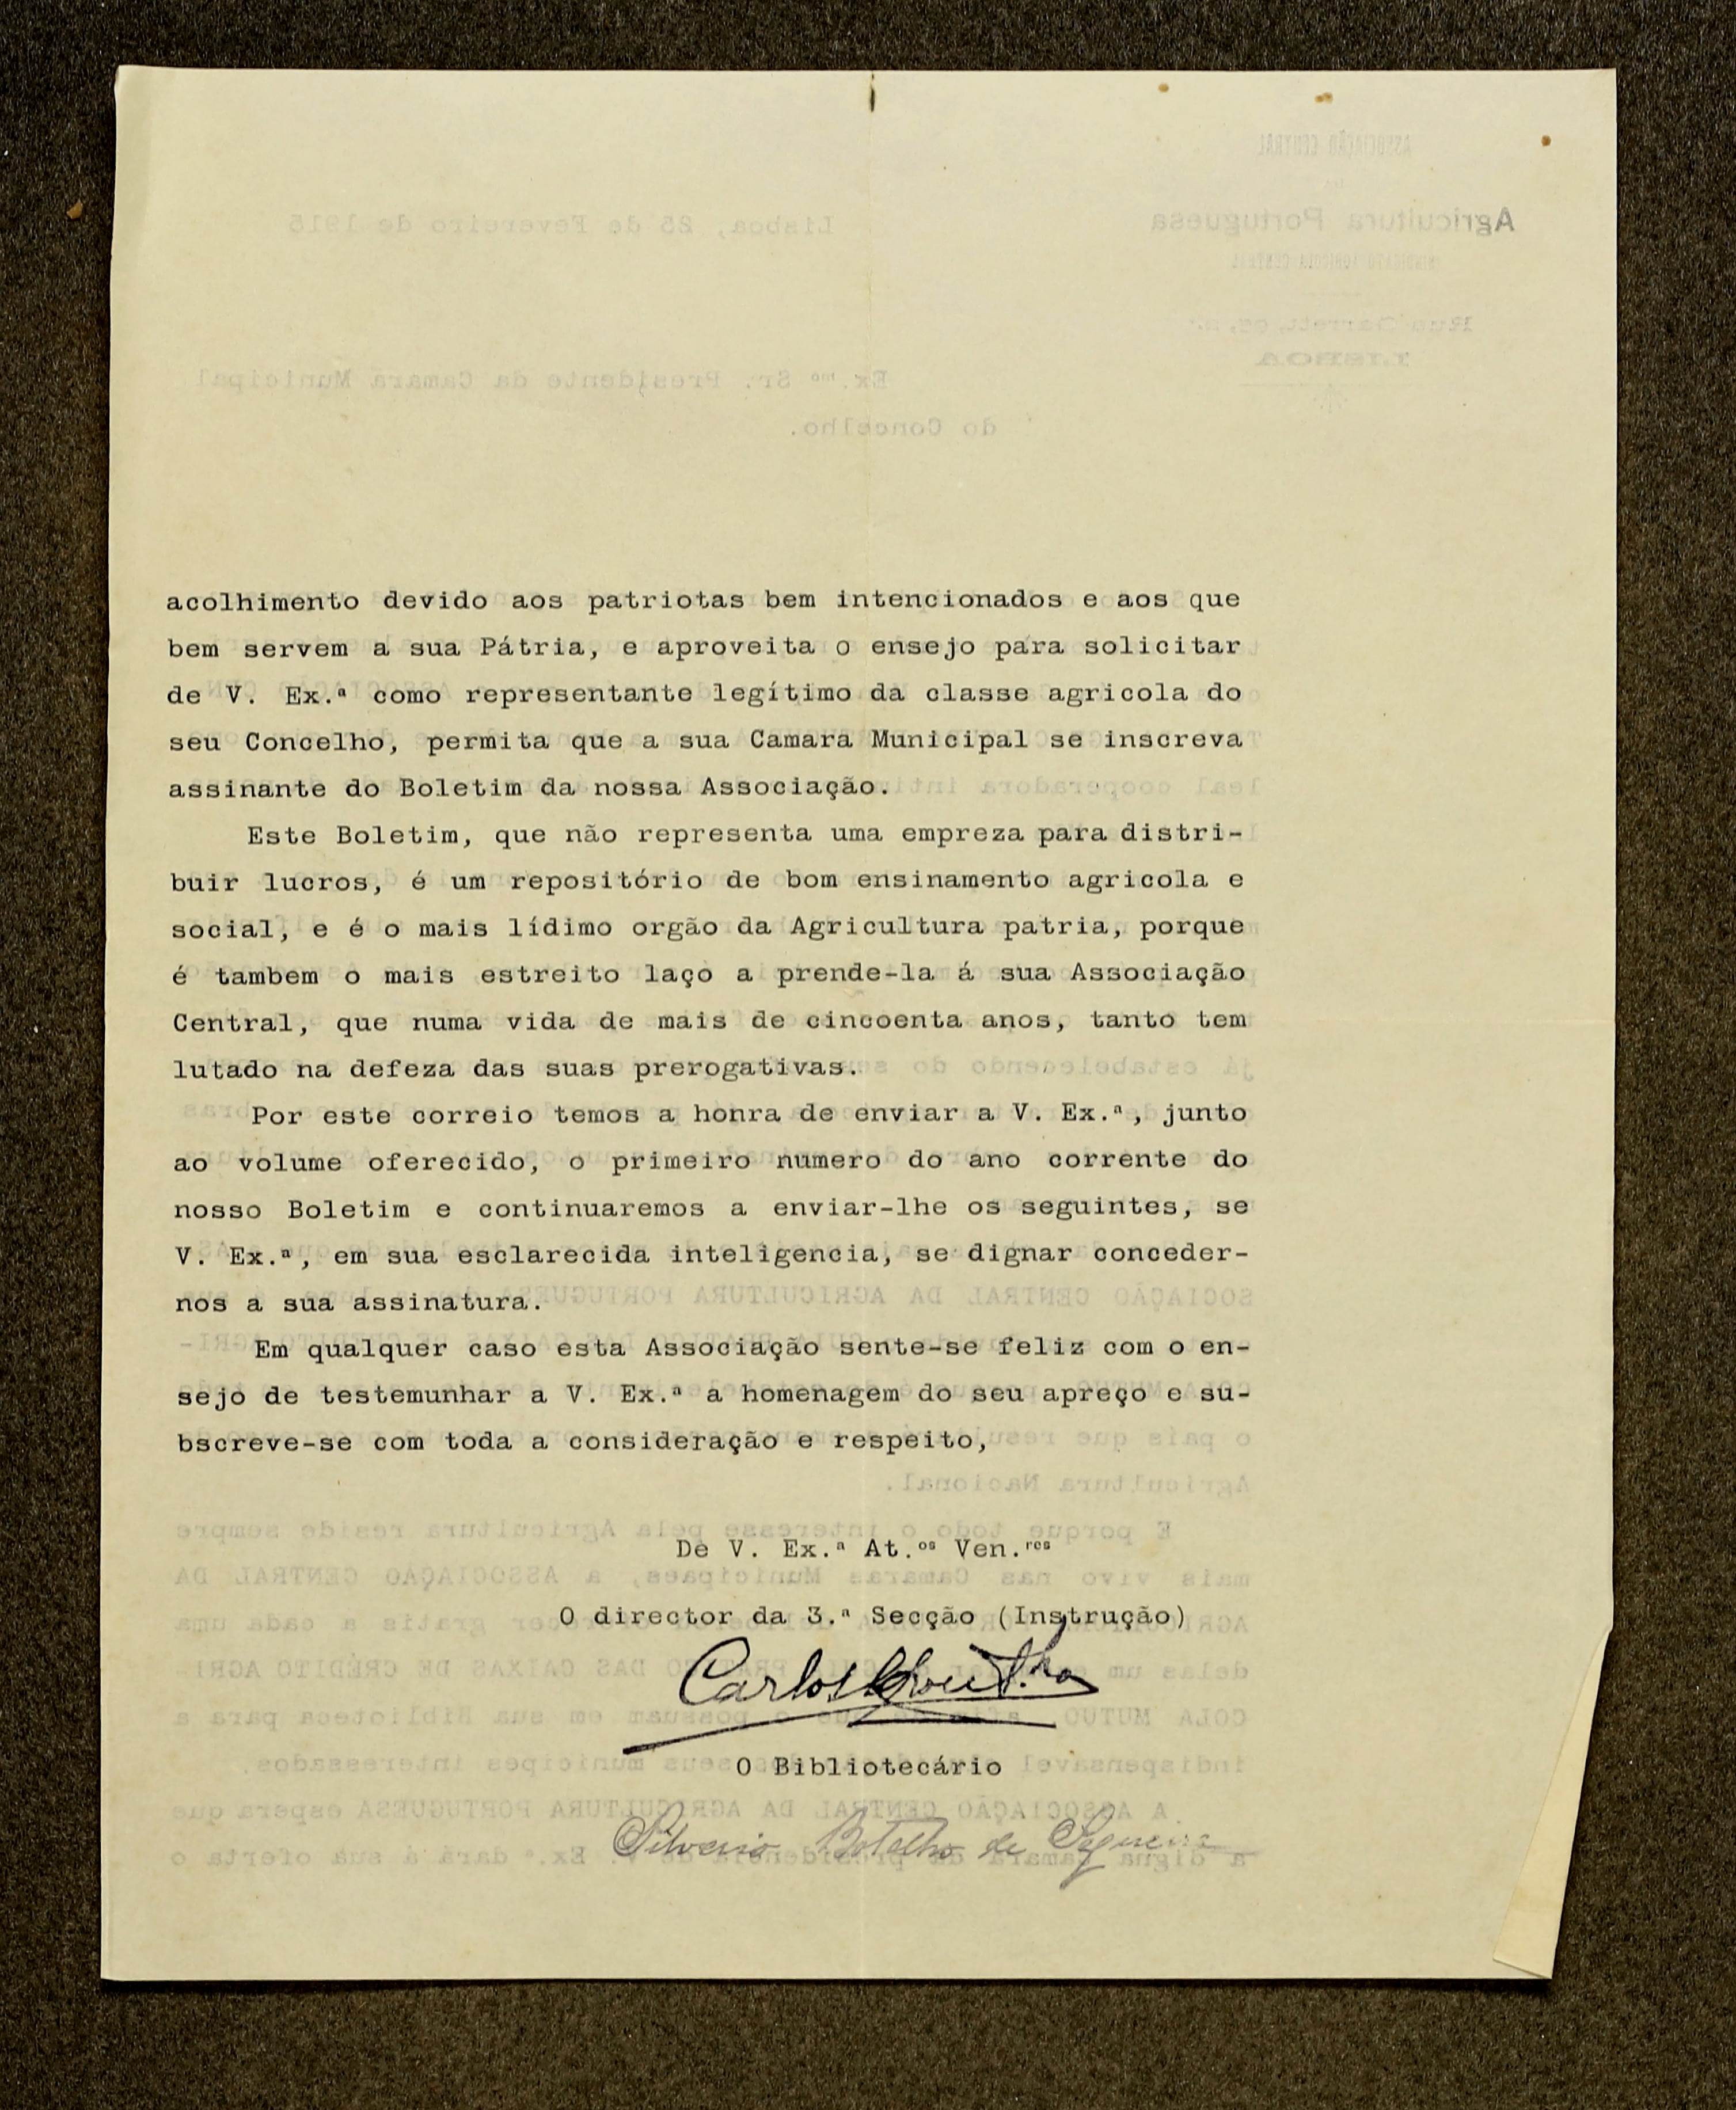 acolhimento devido aos patriotas bem intencionados e aos que
bem servem a sua Pátria, e aproveita o ensejo para solicitar
de V. Ex.ª como representante legítimo da classe agricola do
seu Concelho, permita que a sua Camara Municipal se inscreva
assinante do Boletim da nossa Associação.
Este Boletim, que não representa uma empreza para distri-
buir lucros, é um repositório de bom ensinamento agricola e
social, e é o mais lídimo orgão da Agricultura patria, porque
é tambem o mais estreito laço a prende-la á sua Associação
Central, que numa vida de mais de cincoenta anos, tanto tem
lutado na defeza das suas prerogativas.
Por este correio temos a honra de enviar a V. Ex.ª, junto
ao volume oferecido, o primeiro numero do ano corrente do
nosso Boletim e continuaremos a enviar-lhe os seguintes, se
V. Ex.ª, em sua esclarecida inteligencia, se dignar conceder-
nos a sua assinatura.
Em qualquer caso esta Associação sente-se feliz com o en-
sejo de testemunhar a V. Ex.ª a homenagem do seu apreço e su-
bscreve-se com toda a consideração e respeito,
De V. Ex.ª At.ᵒˢ Ven.ʳᵉˢ
O director da 3.ª Secção (Instrução)
Carlos
O Bibliotecário
Silverio Botelho de Sequeira